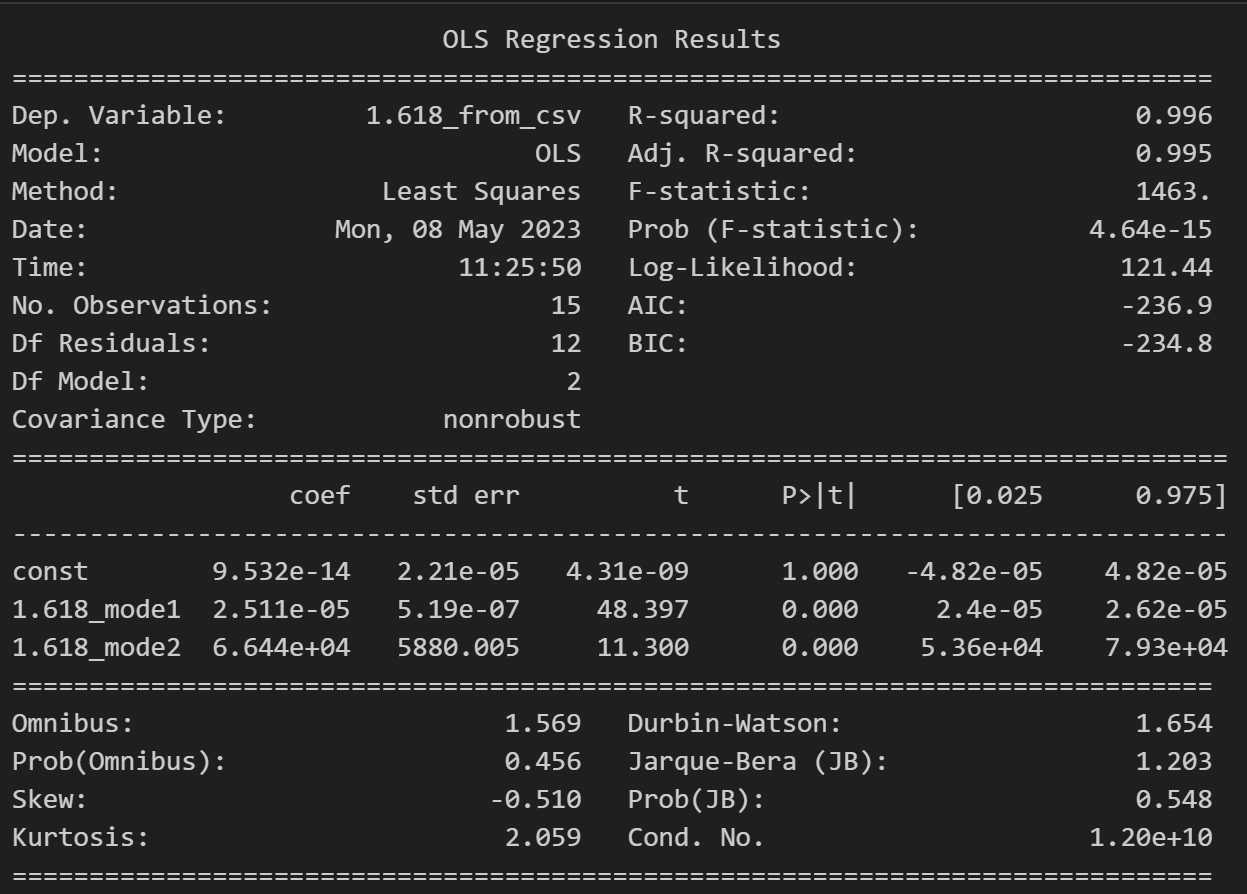 OLS Regression Results
==============================================================================
Dep. Variable:         1.618_from_csv   R-squared:                       0.996
Model:                            OLS   Adj. R-squared:                  0.995
Method:                 Least Squares   F-statistic:                     1463.
Date:                Mon, 08 May 2023   Prob (F-statistic):           4.64e-15
Time:                        11:25:50   Log-Likelihood:                 121.44
No. Observations:                  15   AIC:                            -236.9
Df Residuals:                      12   BIC:                            -234.8
Df Model:                           2
Covariance Type:            nonrobust
===============================================================================
                  coef    std err          t      P>|t|      [0.025      0.975]
-------------------------------------------------------------------------------
const        9.532e-14   2.21e-05   4.31e-09      1.000   -4.82e-05    4.82e-05
1.618_mode1  2.511e-05   5.19e-07     48.397      0.000     2.4e-05    2.62e-05
1.618_mode2  6.644e+04   5880.005     11.300      0.000    5.36e+04    7.93e+04
==============================================================================
Omnibus:                        1.569   Durbin-Watson:                   1.654
Prob(Omnibus):                  0.456   Jarque-Bera (JB):                1.203
Skew:                          -0.510   Prob(JB):                        0.548
Kurtosis:                       2.059   Cond. No.                     1.20e+10
==============================================================================